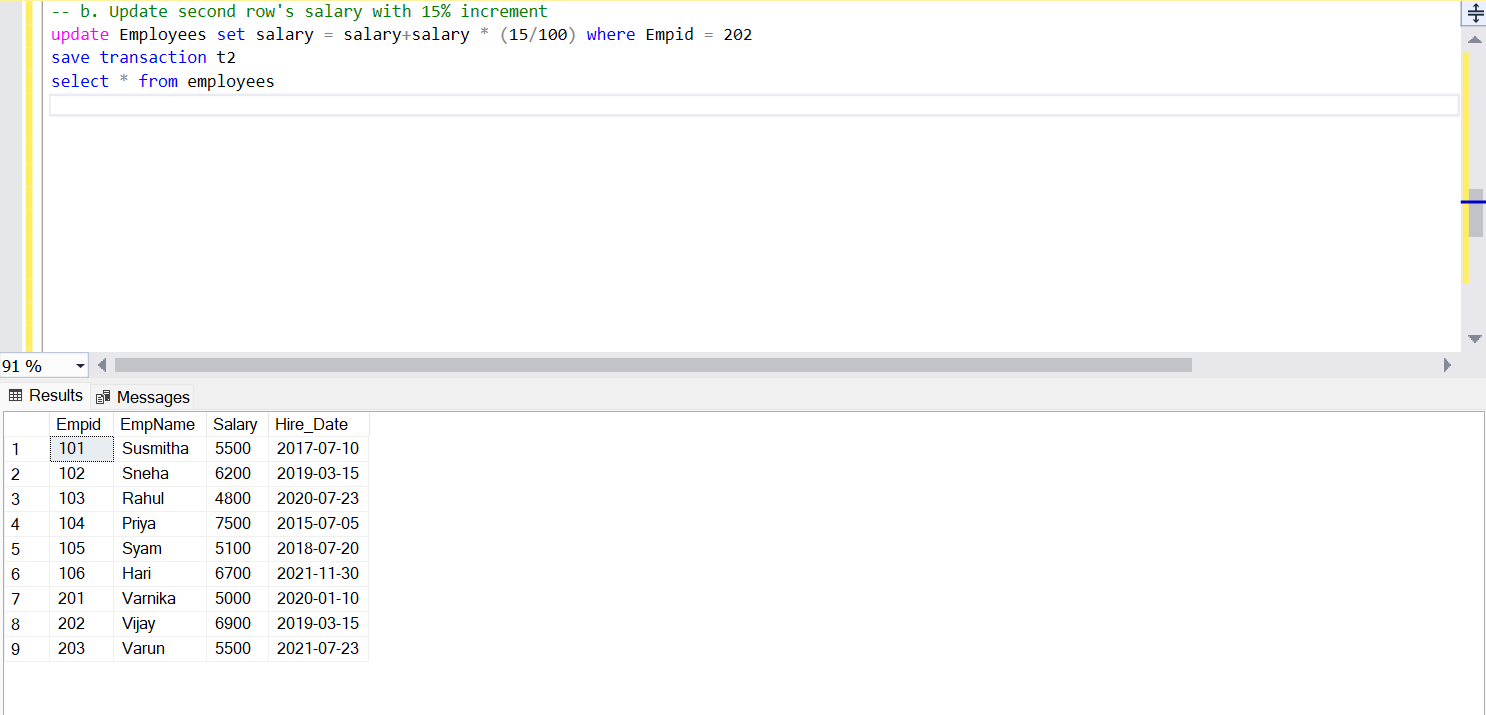 -- b. Update second row's salary with 15% increment
update Employees set salary = salary+salary * (15/100) where Empid = 202
save transaction t2
select * from employees
91 %
Results Messages
Empid EmpName Salary Hire_Date
1 101 Susmitha 5500 2017-07-10
2 102 Sneha 6200 2019-03-15
3 103 Rahul 4800 2020-07-23
4 104 Priya 7500 2015-07-05
5 105 Syam 5100 2018-07-20
6 106 Hari 6700 2021-11-30
7 201 Varnika 5000 2020-01-10
8 202 Vijay 6900 2019-03-15
9 203 Varun 5500 2021-07-23